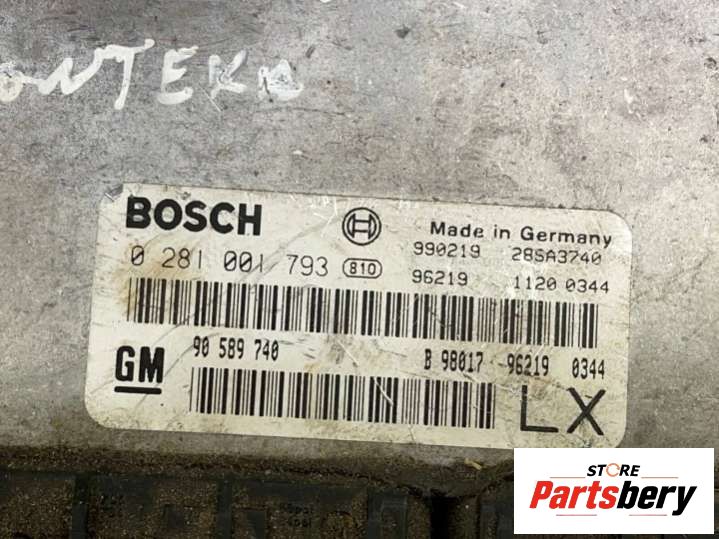 BOSCH
Made in Germany
0 281 001 793 810
990219 28SA3740
96219 1120 0344
GM
90 589 740
B 98017 96219 0344
LX
STORE
Partsbery